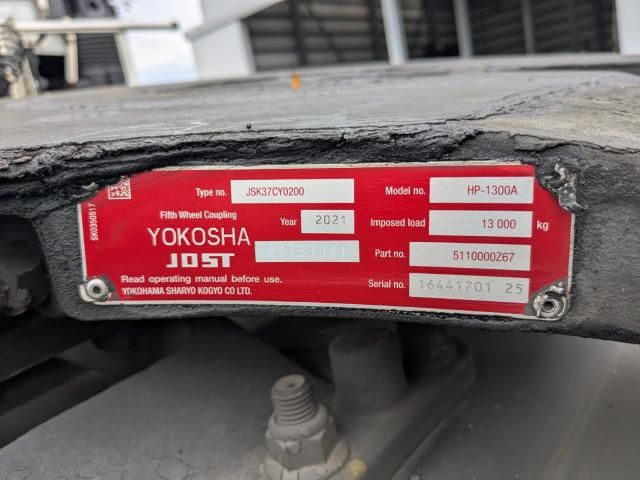 SK0350517
Type no. JSK37CY0200 Model no. HP-1300A
Fifth Wheel Coupling Year 2021 Imposed load 13 000 kg
YOKOSHA
JOST Part no. 5110000Z67
Read operating manual before use. Serial no. 16441701 25
YOKOHAMA SHARYO KOGYO CO LTD.